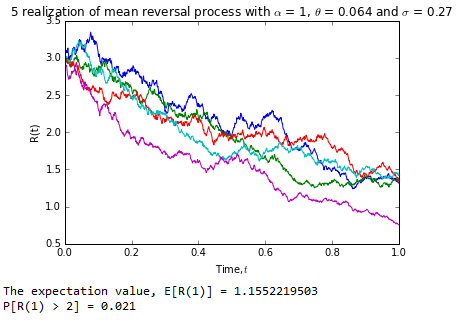 5 realization of mean reversal process with α = 1, θ = 0.064 and σ = 0.27
3.5
3.0
2.5
2.0
1.5
1.0
0.5
R(t)
0.0 0.2 0.4 0.6 0.8 1.0
Time, t
The expectation value, E[R(1)] = 1.1552219503
P[R(1) > 2] = 0.021